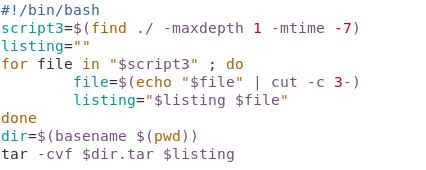 #!/bin/bash
script3=$(find ./ -maxdepth 1 -mtime -7)
listing=""
for file in "$script3" ; do
        file=$(echo "$file" | cut -c 3-)
        listing="$listing $file"
done
dir=$(basename $(pwd))
tar -cvf $dir.tar $listing